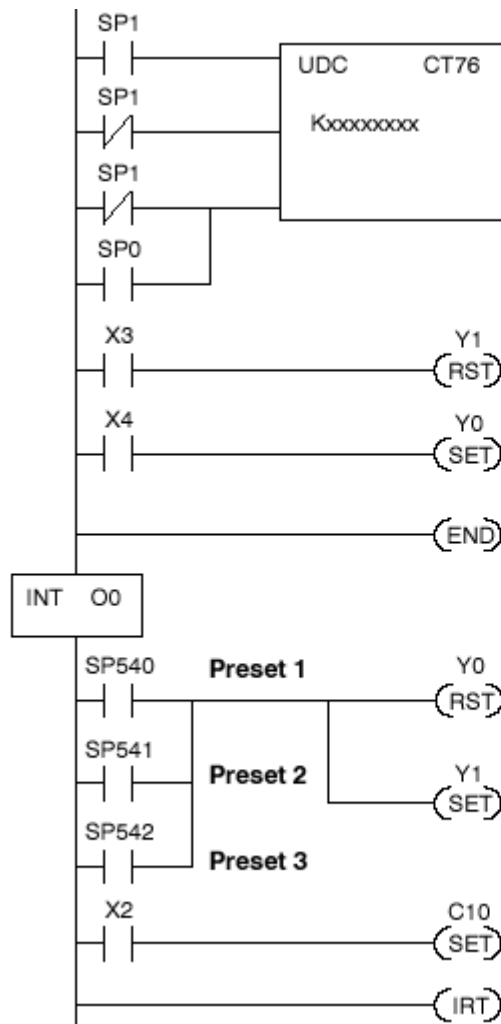 SP1
UDC CT76
SP1
Kxxxxxxxx
SP1
SP0
X3 Y1
RST
X4 Y0
SET
END
INT O0
SP540 Preset 1 Y0
RST
SP541 Preset 2 Y1
SET
SP542 Preset 3
X2 C10
SET
IRT